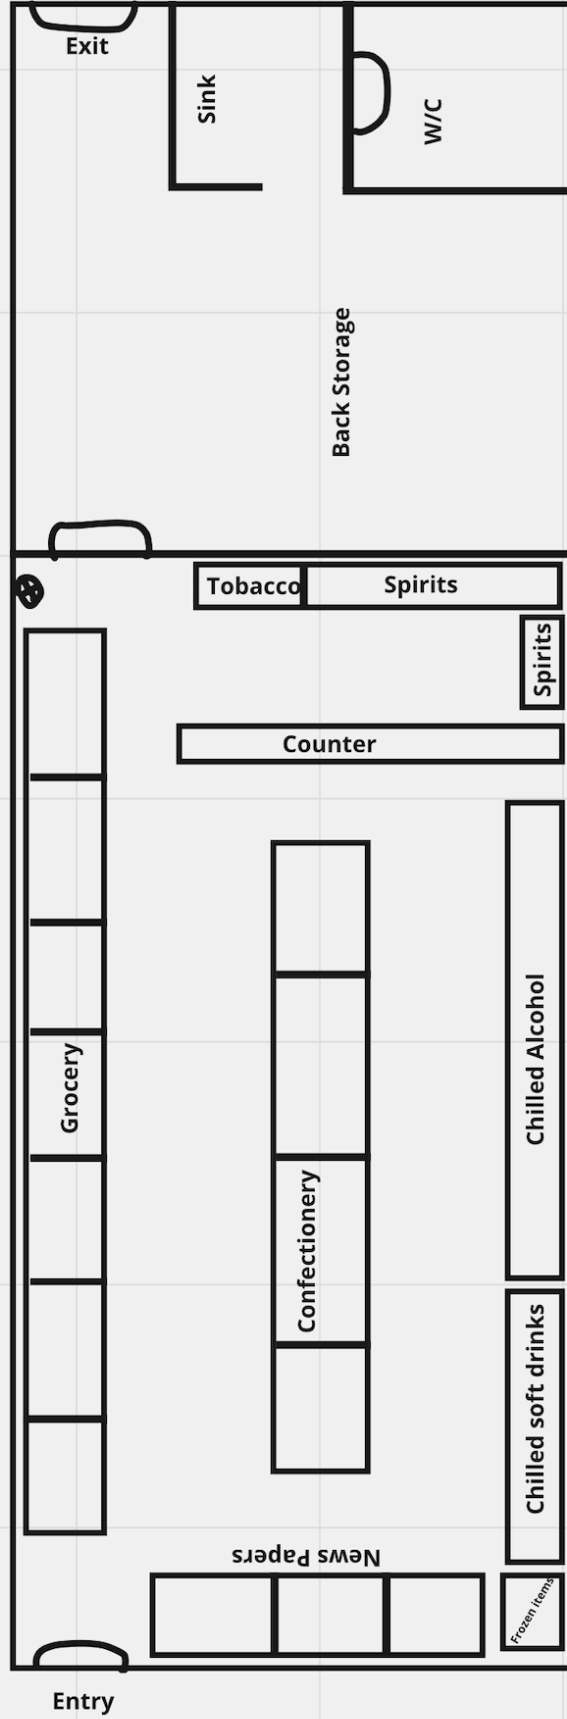 Exit
Sink
W/C
Back Storage
Tobacco
Spirits
Spirits
Counter
Chilled Alcohol
Grocery
Confectionery
Chilled soft drinks
News Papers
Frozen items
Entry